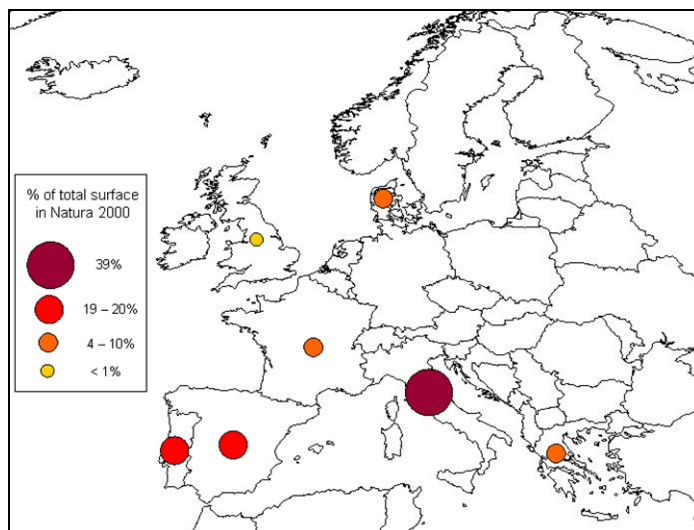 % of total surface
in Natura 2000
39%
19 – 20%
4 – 10%
< 1%